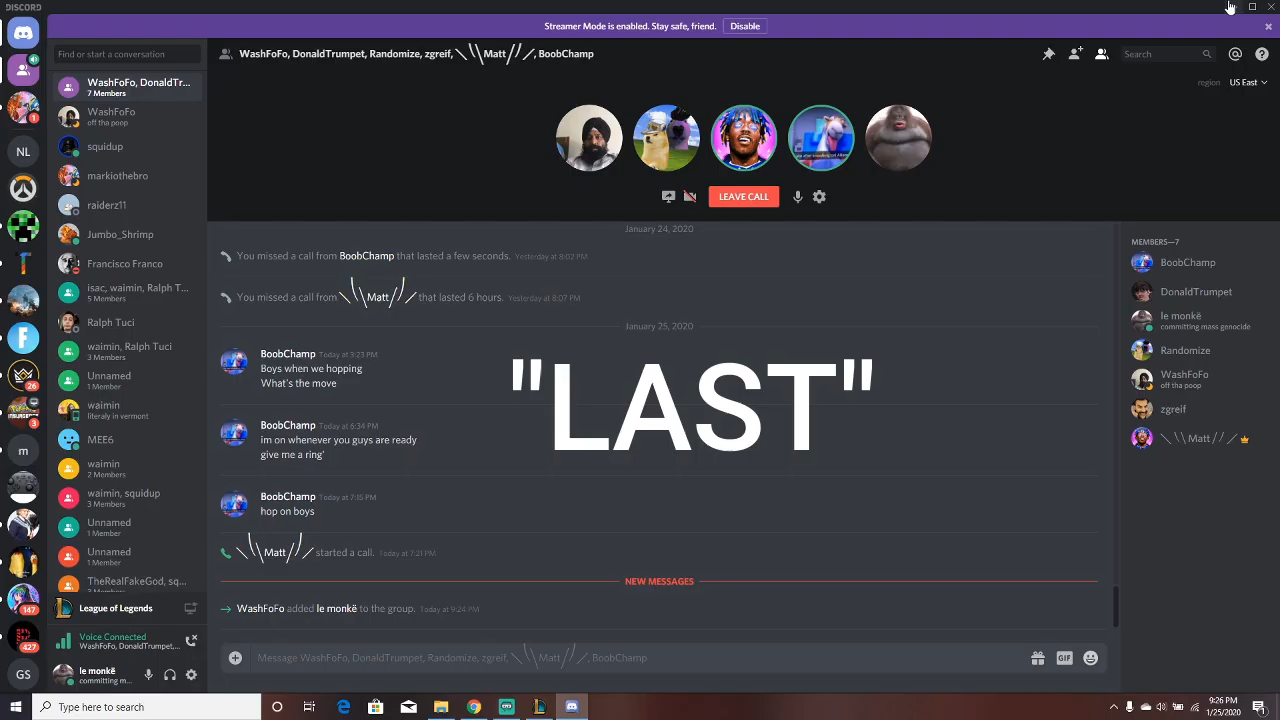 DISCORD
Streamer Mode is enabled. Stay safe, friend. Disable
Find or start a conversation
WashFoFo, DonaldTrumpet, Randomize, zgreif, ╲╲Matt╱╱, BoobChamp
Search
region US East
WashFoFo, DonaldTr...
7 Members
WashFoFo
off tha poop
squidup
markiothebro
raiderz11
Jumbo_Shrimp
Francisco Franco
isac, waimin, Ralph T...
5 Members
Ralph Tuci
waimin, Ralph Tuci
3 Members
Unnamed
1 Member
waimin
literaly in vermont
MEE6
waimin
2 Members
waimin, squidup
3 Members
Unnamed
1 Member
Unnamed
1 Member
TheRealFakeGod, sq...
3 Members
League of Legends
Voice Connected
WashFoFo, DonaldTrumpet,...
le monkë
committing m...
1
NL
26
3
m
147
427
GS
LEAVE CALL
January 24, 2020
You missed a call from BoobChamp that lasted a few seconds. Yesterday at 8:02 PM
You missed a call from ╲╲Matt╱╱ that lasted 6 hours. Yesterday at 8:07 PM
January 25, 2020
BoobChamp Today at 3:23 PM
Boys when we hopping
What's the move
"LAST"
BoobChamp Today at 6:34 PM
im on whenever you guys are ready
give me a ring'
BoobChamp Today at 7:15 PM
hop on boys
╲╲Matt╱╱ started a call. Today at 7:21 PM
NEW MESSAGES
WashFoFo added le monkë to the group. Today at 9:24 PM
Message WashFoFo, DonaldTrumpet, Randomize, zgreif, ╲╲Matt╱╱, BoobChamp
GIF
MEMBERS—7
BoobChamp
DonaldTrumpet
le monkë
committing mass genocide
Randomize
WashFoFo
off tha poop
zgreif
╲╲Matt╱╱
Type here to search
9:26 PM
1/25/2020